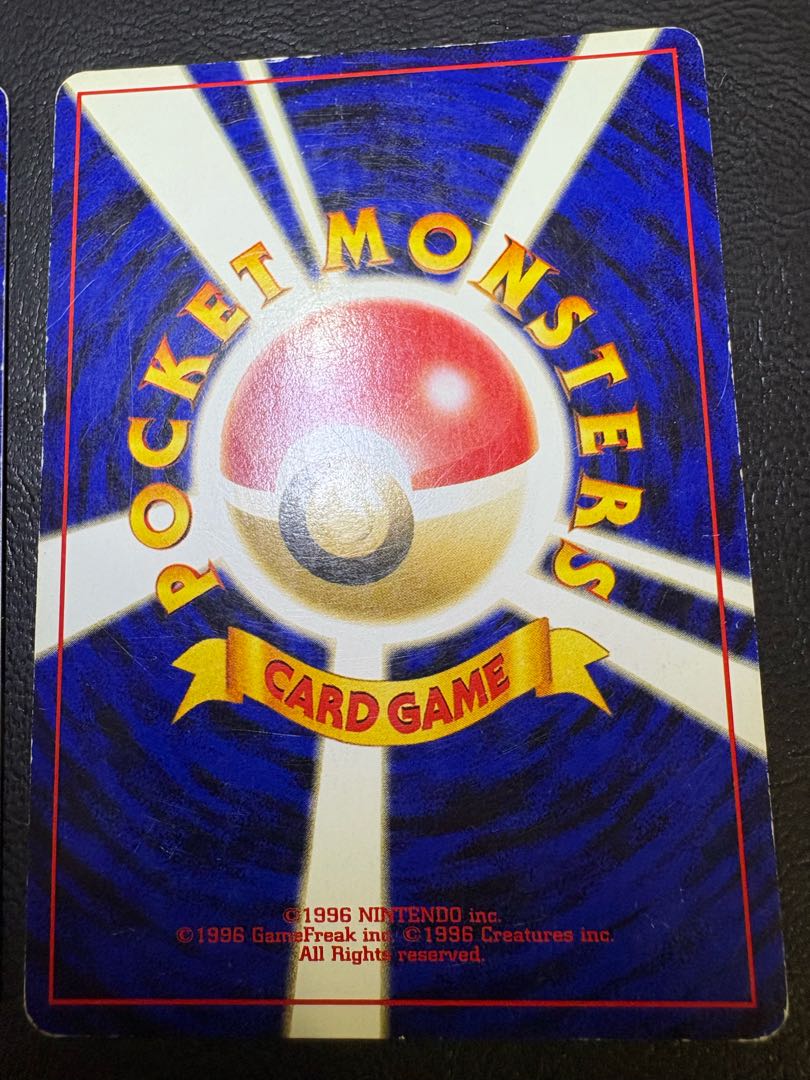 POCKET MONSTERS
CARD GAME
©1996 NINTENDO inc.
©1996 GameFreak inc. ©1996 Creatures inc.
All Rights reserved.